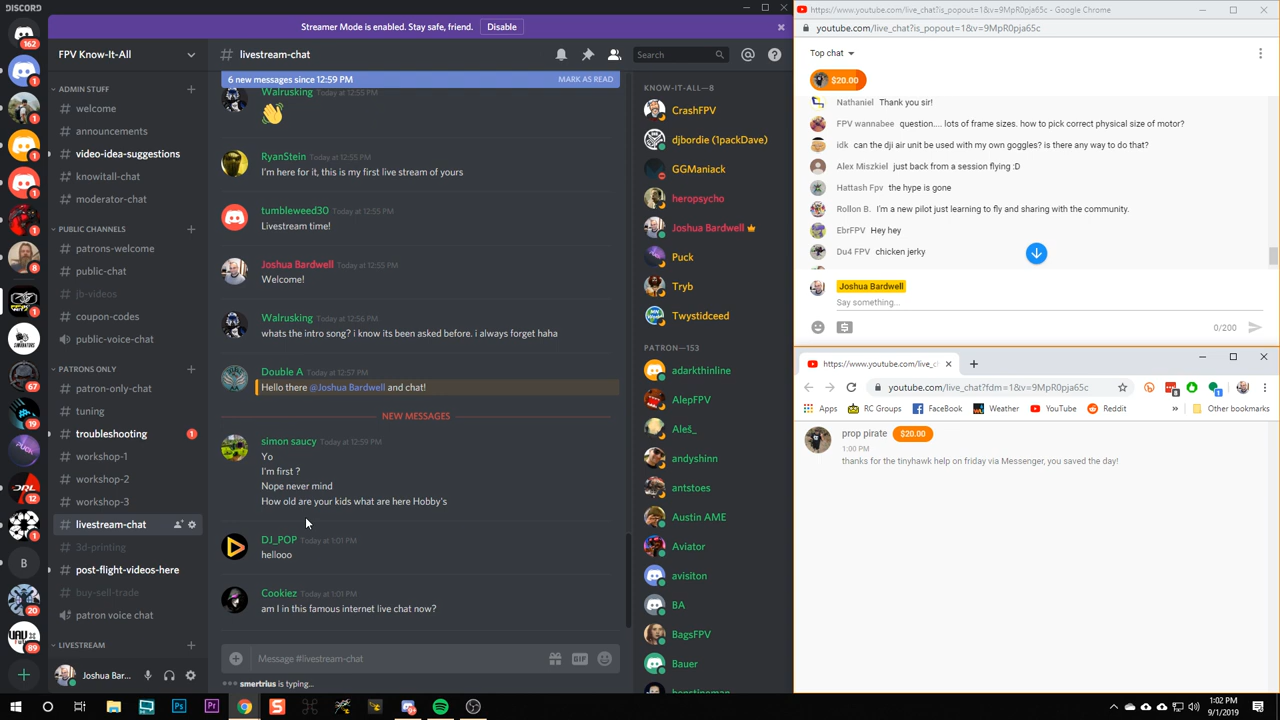 DISCORD
Streamer Mode is enabled. Stay safe, friend.
Disable
162
1
1
1
1
8
1
67
19
12
1
B
20
89
FPV Know-It-All
ADMIN STUFF
welcome
announcements
video-idea-suggestions
knowitall-chat
moderator-chat
PUBLIC CHANNELS
patrons-welcome
public-chat
jb-videos
coupon-codes
public-voice-chat
PATRONS ONLY
patron-only-chat
tuning
troubleshooting
1
workshop-1
workshop-2
workshop-3
livestream-chat
3d-printing
post-flight-videos-here
buy-sell-trade
patron voice chat
LIVESTREAM
Joshua Bar...
# livestream-chat
Search
6 new messages since 12:59 PM
MARK AS READ
Walrusking Today at 12:55 PM
RyanStein Today at 12:55 PM
I'm here for it, this is my first live stream of yours
tumbleweed30 Today at 12:55 PM
Livestream time!
Joshua Bardwell Today at 12:55 PM
Welcome!
Walrusking Today at 12:56 PM
whats the intro song? i know its been asked before. i always forget haha
Double A Today at 12:57 PM
Hello there @Joshua Bardwell and chat!
NEW MESSAGES
simon saucy Today at 12:59 PM
Yo
I'm first ?
Nope never mind
How old are your kids what are here Hobby's
DJ_POP Today at 1:01 PM
hellooo
Cookiez Today at 1:01 PM
am I in this famous internet live chat now?
Message #livestream-chat
GIF
smertrius is typing...
KNOW-IT-ALL—8
CrashFPV
djbordie (1packDave)
GGManiack
heropsycho
Joshua Bardwell
Puck
Tryb
Twystidceed
PATRON—153
adarkthinline
AlepFPV
Aleš_
andyshinn
antstoes
Austin AME
Aviator
avisiton
BA
BagsFPV
Bauer
https://www.youtube.com/live_chat?is_popout=1&v=9MpR0pja65c - Google Chrome
youtube.com/live_chat?is_popout=1&v=9MpR0pja65c
Top chat
$20.00
Nathaniel Thank you sir!
FPV wannabee question.... lots of frame sizes. how to pick correct physical size of motor?
idk can the dji air unit be used with my own goggles? is there any way to do that?
Alex Miszkiel just back from a session flying :D
Hattash Fpv the hype is gone
Rollon B. I'm a new pilot just learning to fly and sharing with the community.
EbrFPV Hey hey
Du4 FPV chicken jerky
Joshua Bardwell
Say something...
0/200
https://www.youtube.com/live_c
youtube.com/live_chat?fdm=1&v=9MpR0pja65c
Apps
RC Groups
FaceBook
Weather
YouTube
Reddit
»
Other bookmarks
prop pirate $20.00
1:00 PM
thanks for the tinyhawk help on friday via Messenger, you saved the day!
1:02 PM
9/1/2019